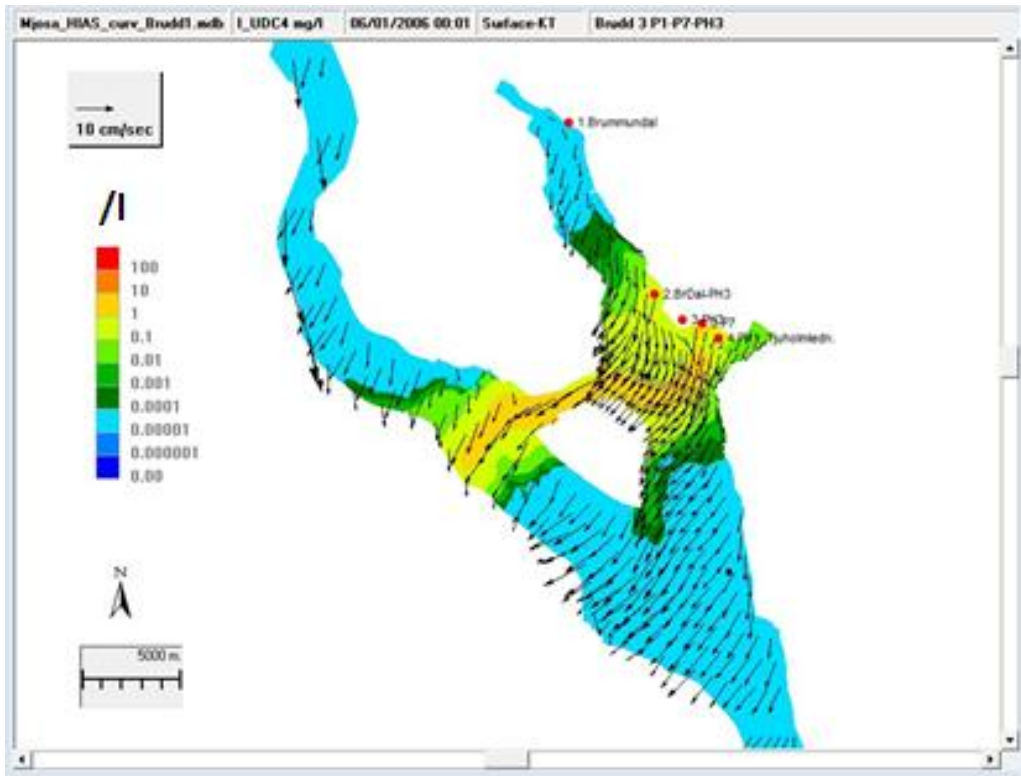 Mjosa_HIAS_curv_Brudd1.mdb I_UDC4 mg/l 06/01/2006 00:01 Surface-KT Brudd 3 P1-P7-PH3
10 cm/sec
/l
100
10
1
0.1
0.01
0.001
0.0001
0.00001
0.000001
0.00
1.Brummundal
2.BrDal-PH3
N
5000 m.